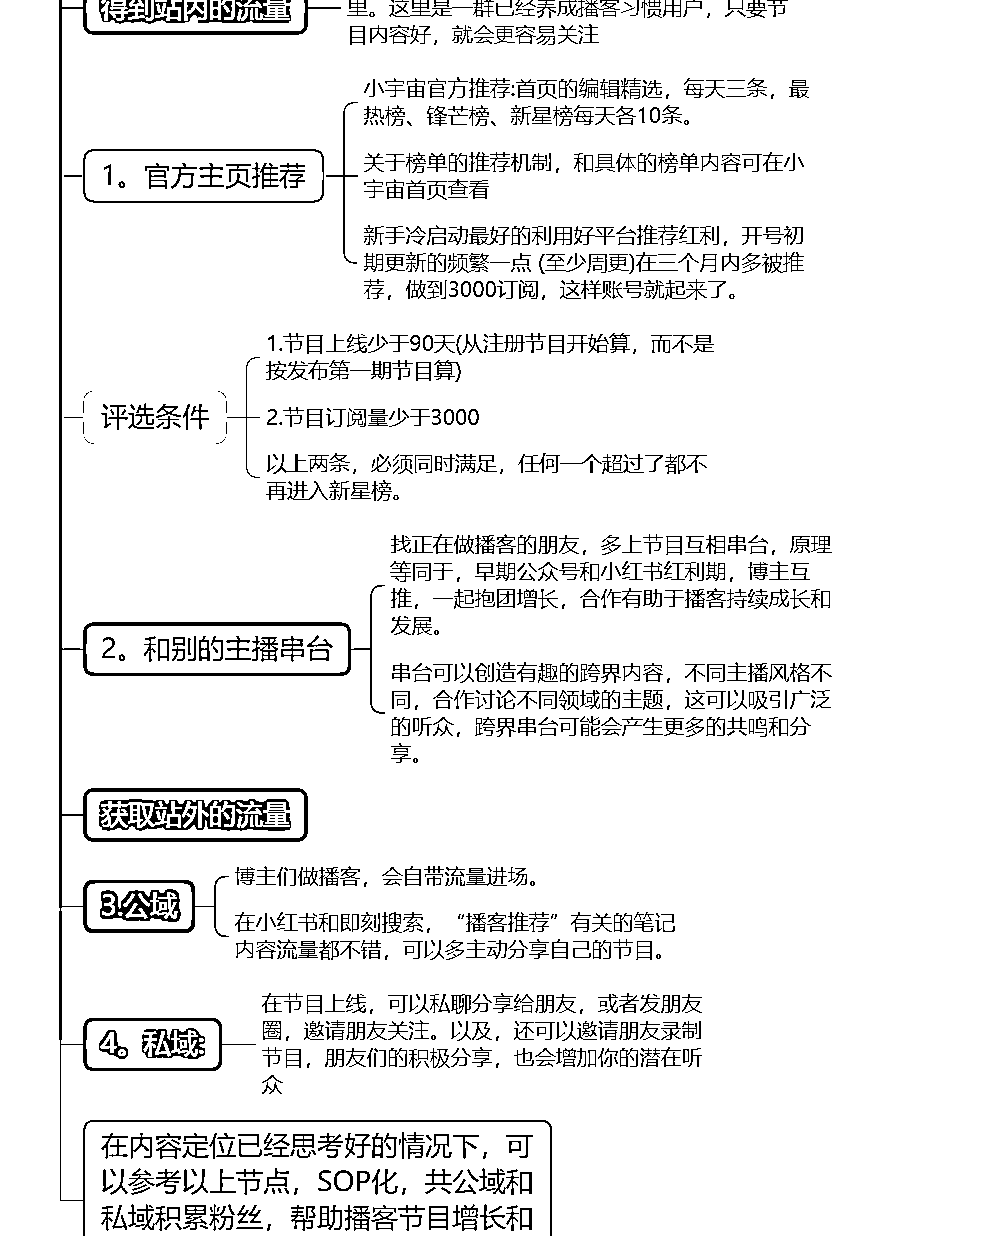 得到站内的流量
里。这里是一群已经养成播客习惯用户，只要节
目内容好，就会更容易关注
1。官方主页推荐
小宇宙官方推荐:首页的编辑精选，每天三条，最
热榜、锋芒榜、新星榜每天各10条。
关于榜单的推荐机制，和具体的榜单内容可在小
宇宙首页查看
新手冷启动最好的利用好平台推荐红利，开号初
期更新的频繁一点 (至少周更)在三个月内多被推
荐，做到3000订阅，这样账号就起来了。
评选条件
1.节目上线少于90天(从注册节目开始算，而不是
按发布第一期节目算)
2.节目订阅量少于3000
以上两条，必须同时满足，任何一个超过了都不
再进入新星榜。
2。和别的主播串台
找正在做播客的朋友，多上节目互相串台，原理
等同于，早期公众号和小红书红利期，博主互
推，一起抱团增长，合作有助于播客持续成长和
发展。
串台可以创造有趣的跨界内容，不同主播风格不
同，合作讨论不同领域的主题，这可以吸引广泛
的听众，跨界串台可能会产生更多的共鸣和分
享。
获取站外的流量
3.公域
博主们做播客，会自带流量进场。
在小红书和即刻搜索，“播客推荐”有关的笔记
内容流量都不错，可以多主动分享自己的节目。
4。私域:
在节目上线，可以私聊分享给朋友，或者发朋友
圈，邀请朋友关注。以及，还可以邀请朋友录制
节目，朋友们的积极分享，也会增加你的潜在听
众
在内容定位已经思考好的情况下，可
以参考以上节点，SOP化，共公域和
私域积累粉丝，帮助播客节目增长和